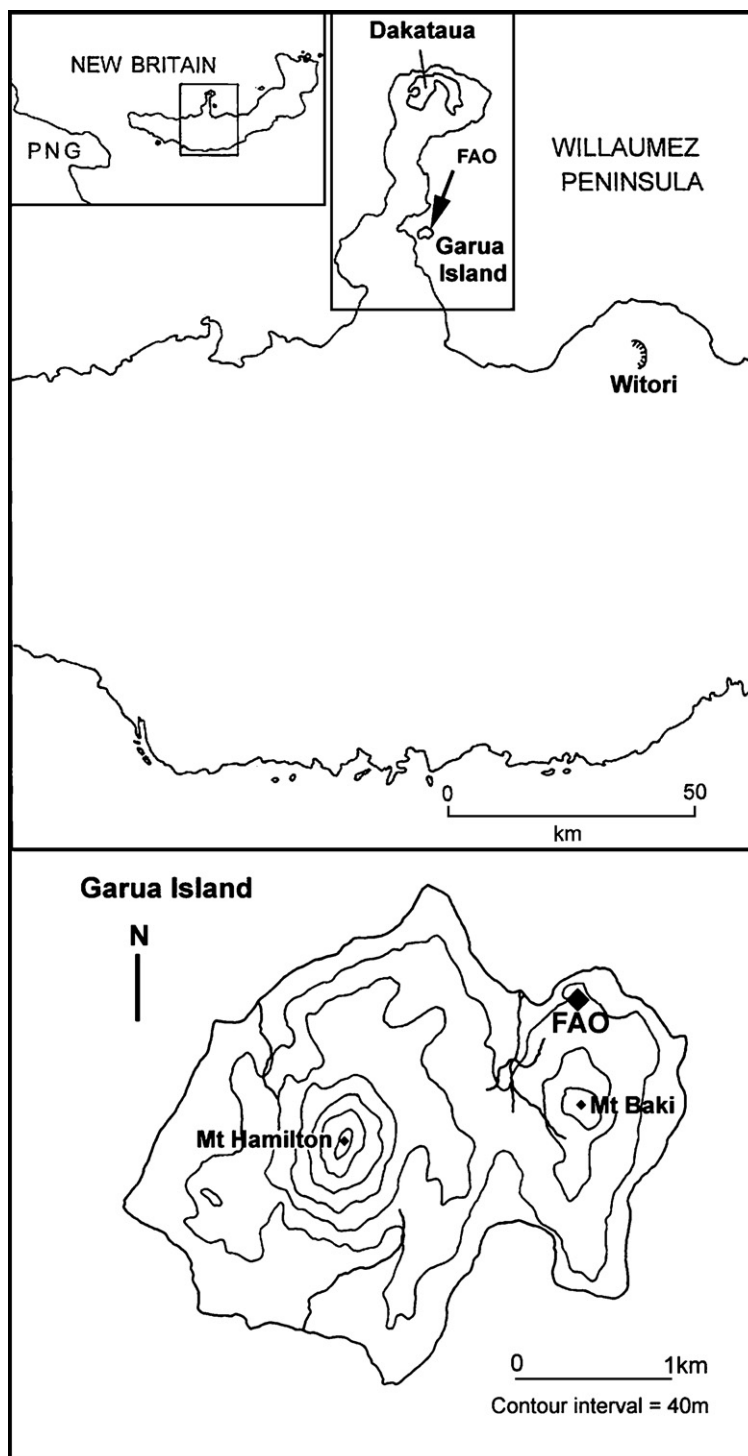 NEW BRITAIN
PNG
Dakataua
FAO
Garua
Island
WILLAUMEZ
PENINSULA
Witori
0 50
km
Garua Island
N
FAO
Mt Baki
Mt Hamilton
0 1km
Contour interval = 40m